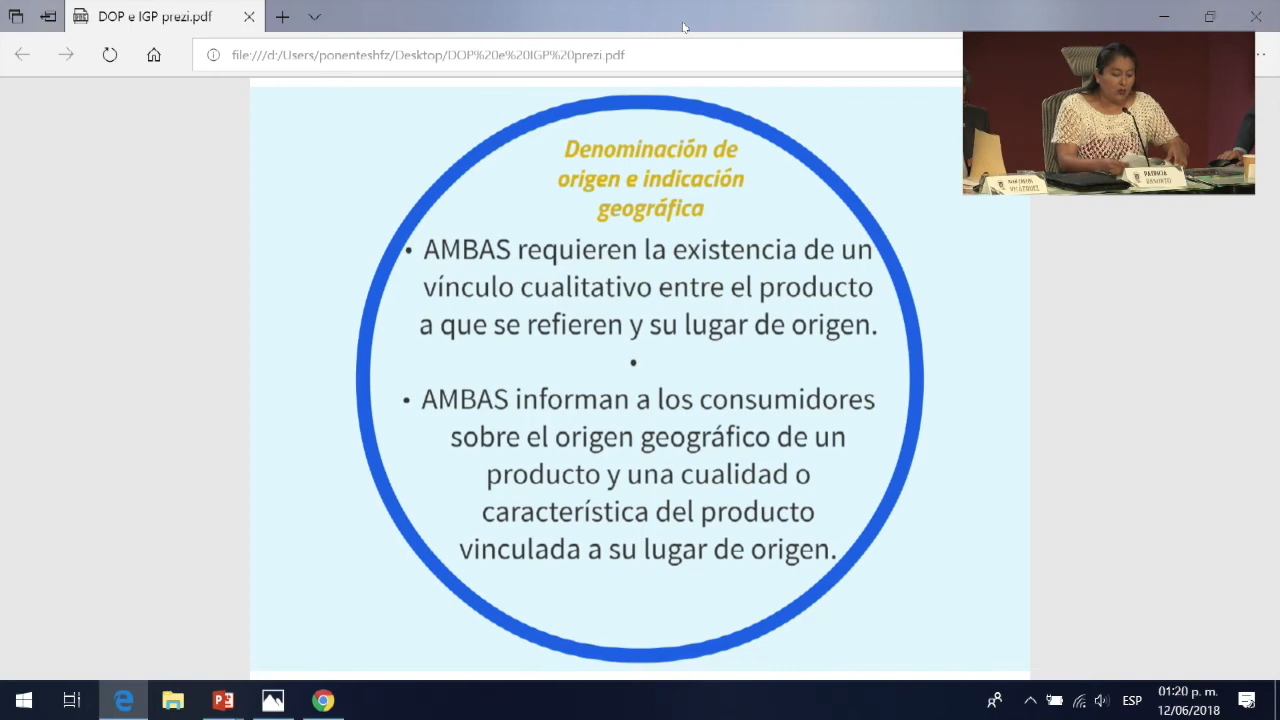 DOP e IGP prezi.pdf
file:///d:/Users/ponenteshfz/Desktop/DOP%20e%20IGP%20prezi.pdf
Denominación de
origen e indicación
geográfica
• AMBAS requieren la existencia de un
vínculo cualitativo entre el producto
a que se refieren y su lugar de origen.
•
• AMBAS informan a los consumidores
sobre el origen geográfico de un
producto y una cualidad o
característica del producto
vinculada a su lugar de origen.
PATRICIA
ESP
01:20 p. m.
12/06/2018